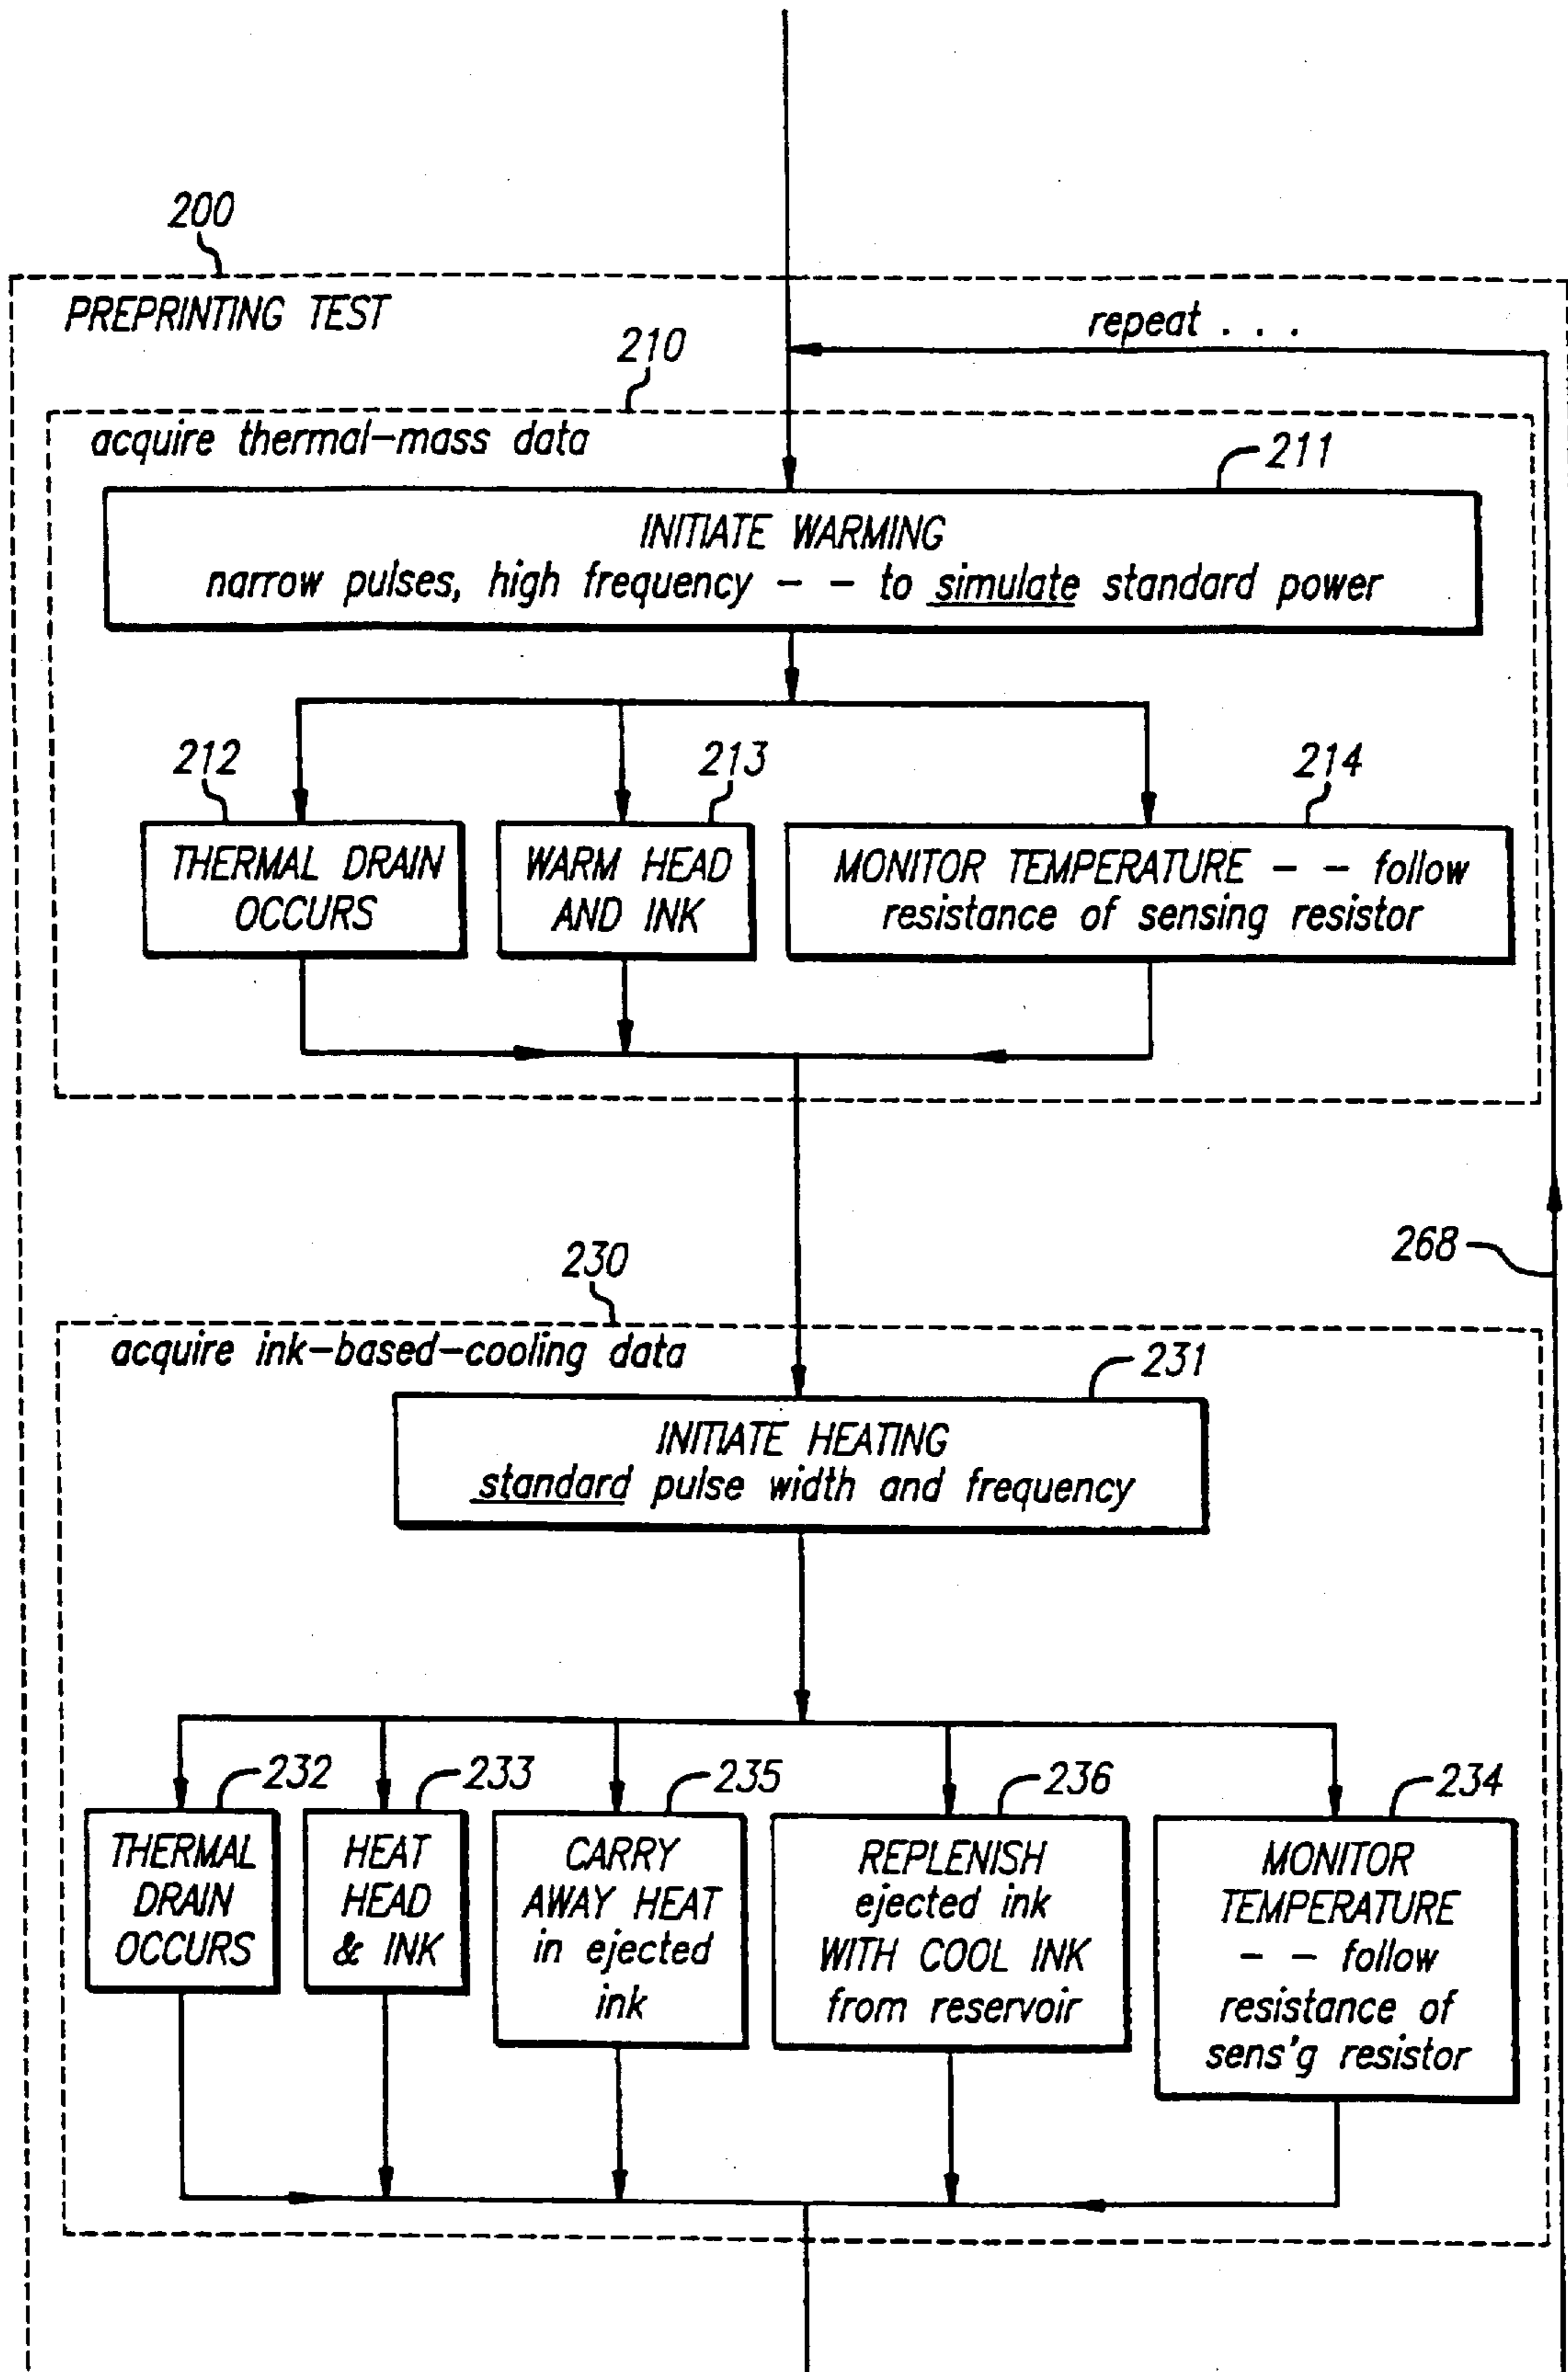 200
PREPRINTING TEST
repeat . . .
210
acquire thermal-mass data
211
INITIATE WARMING
narrow pulses, high frequency - - to simulate standard power
212
213
214
THERMAL DRAIN
OCCURS
WARM HEAD
AND INK
MONITOR TEMPERATURE - - follow
resistance of sensing resistor
268
230
acquire ink-based-cooling data
231
INITIATE HEATING
standard pulse width and frequency
232
233
235
236
234
THERMAL
DRAIN
OCCURS
HEAT
HEAD
& INK
CARRY
AWAY HEAT
in ejected
ink
REPLENISH
ejected ink
WITH COOL INK
from reservoir
MONITOR
TEMPERATURE
- - follow
resistance of
sens'g resistor